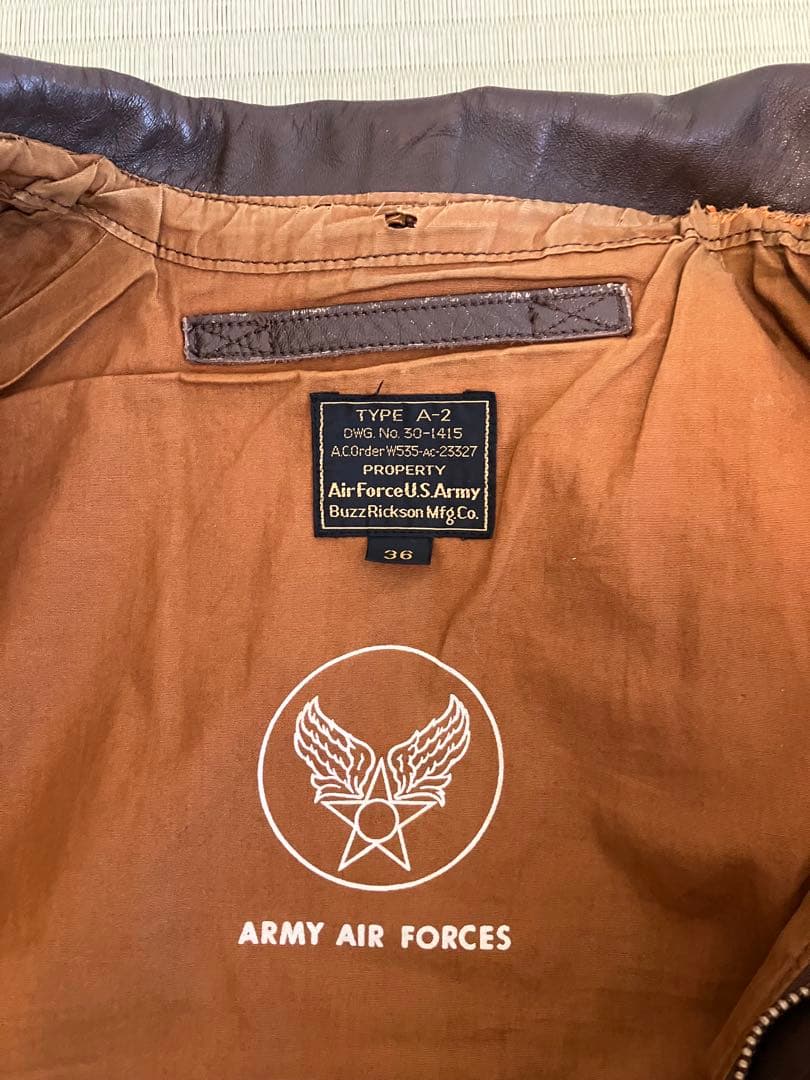 TYPE A-2
DWG. No. 30-1415
A.C.Order W535-AC-23327
PROPERTY
Air Force U.S. Army
Buzz Rickson Mfg. Co.
36
ARMY AIR FORCES